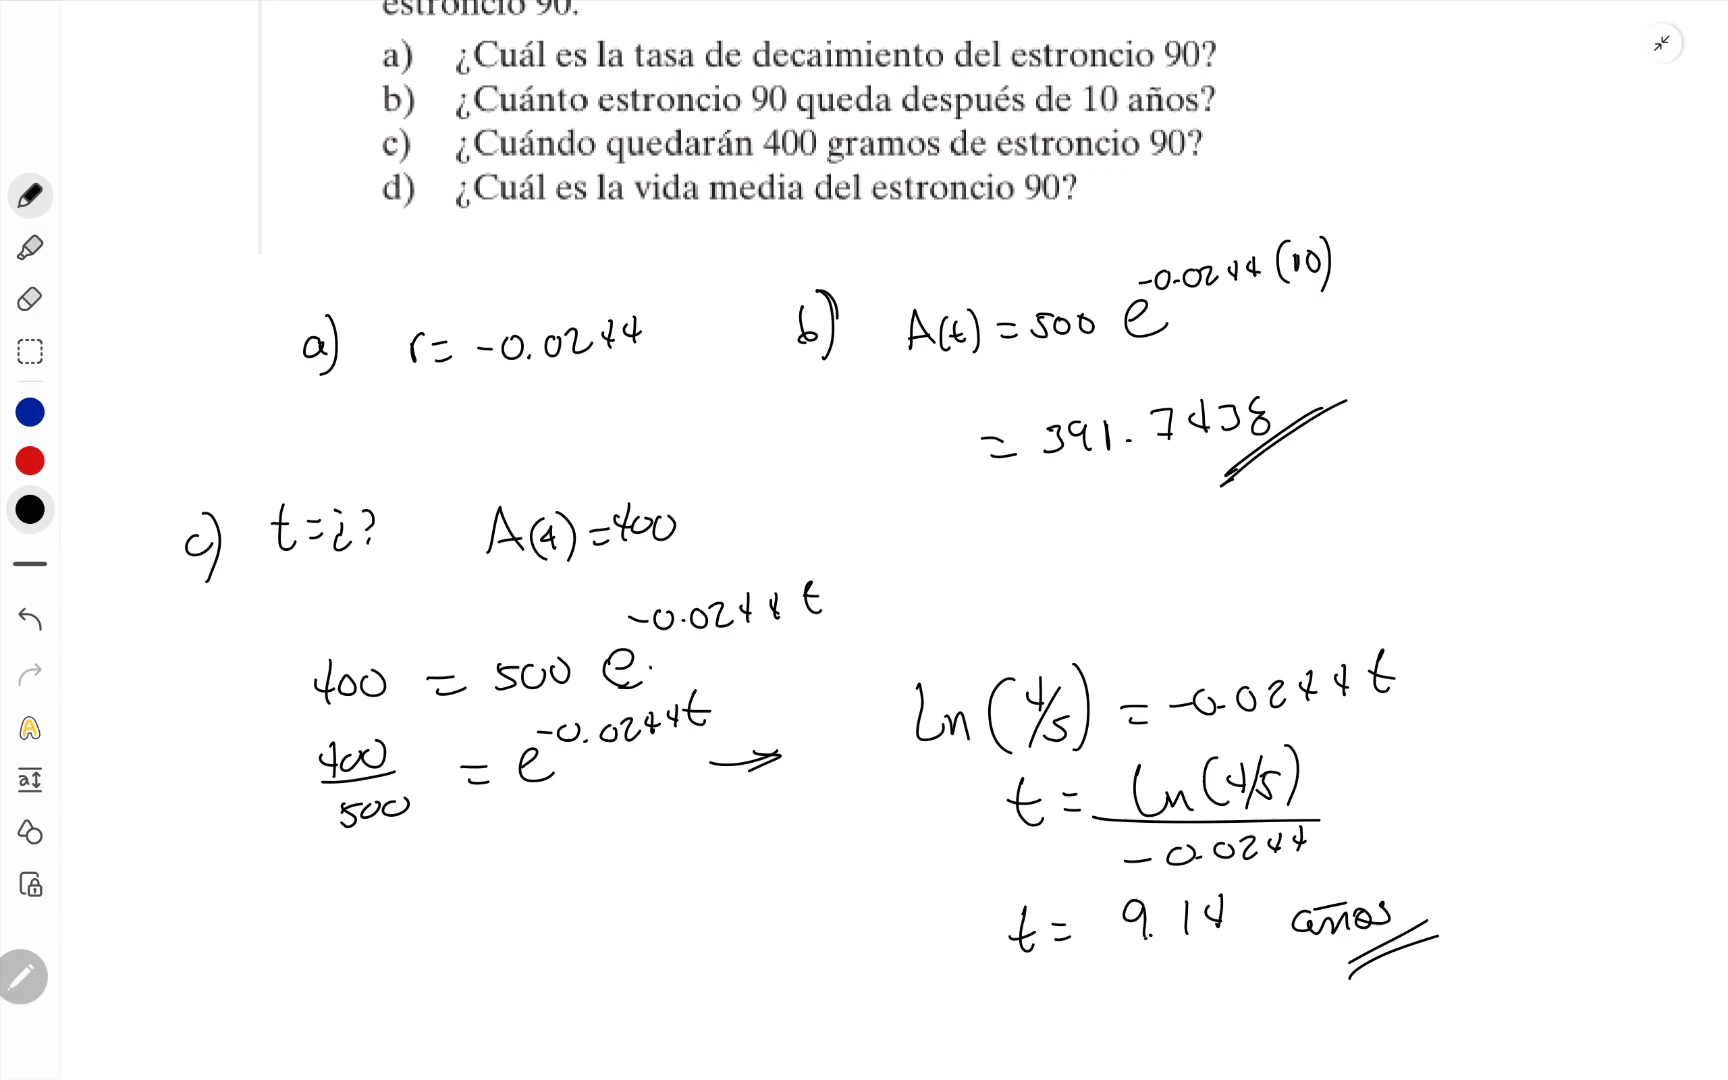 estroncio 90.
a) ¿Cuál es la tasa de decaimiento del estroncio 90?
b) ¿Cuánto estroncio 90 queda después de 10 años?
c) ¿Cuándo quedarán 400 gramos de estroncio 90?
d) ¿Cuál es la vida media del estroncio 90?
a) r = -0.0244
b) A(t) = 500 e^{-0.0244(10)}
= 391.7438
c) t=¿? A(t)=400
400 = 500 e^{-0.0244t}
400/500 = e^{-0.0244t} →
Ln(4/5) = -0.0244t
t = Ln(4/5)/-0.0244
t = 9.14 años